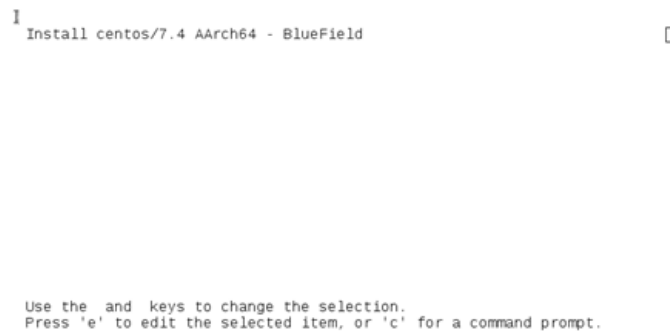 Install centos/7.4 AArch64 - BlueField
Use the and keys to change the selection.
Press 'e' to edit the selected item, or 'c' for a command prompt.